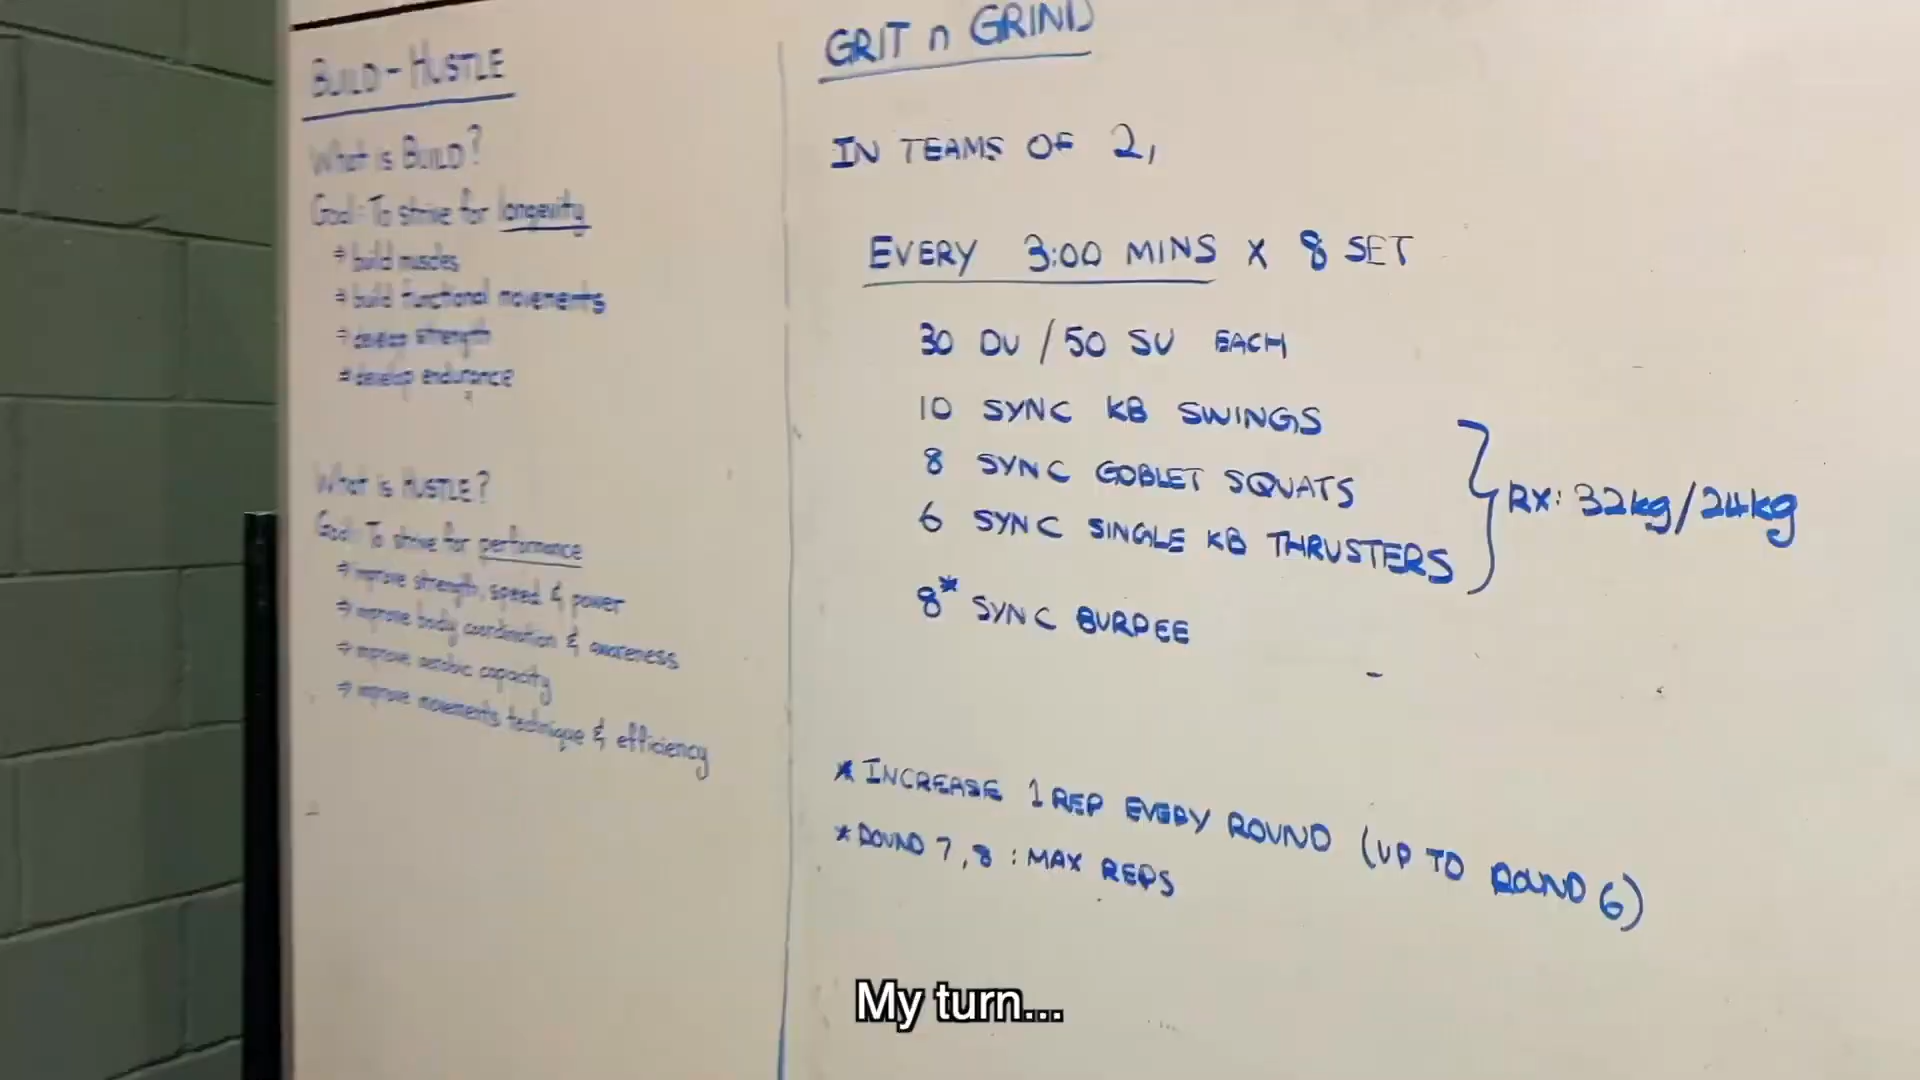 BUILD - HUSTLE
What is BUILD?
Goal: To strive for longevity
→ build muscles
→ build functional movements
→ develop strength
→ develop endurance
What is HUSTLE?
Goal: To strive for performance
→ improve strength, speed & power
→ improve body coordination & awareness
→ improve aerobic capacity
→ improve movements technique & efficiency
GRIT n GRIND
IN TEAMS OF 2,
EVERY 3:00 MINS x 8 SET
30 DU / 50 SU EACH
10 SYNC KB SWINGS
8 SYNC GOBLET SQUATS
6 SYNC SINGLE KB THRUSTERS
RX: 32kg/24kg
8* SYNC BURPEE
* INCREASE 1 REP EVERY ROUND (UP TO ROUND 6)
* ROUND 7, 8 : MAX REPS
My turn...